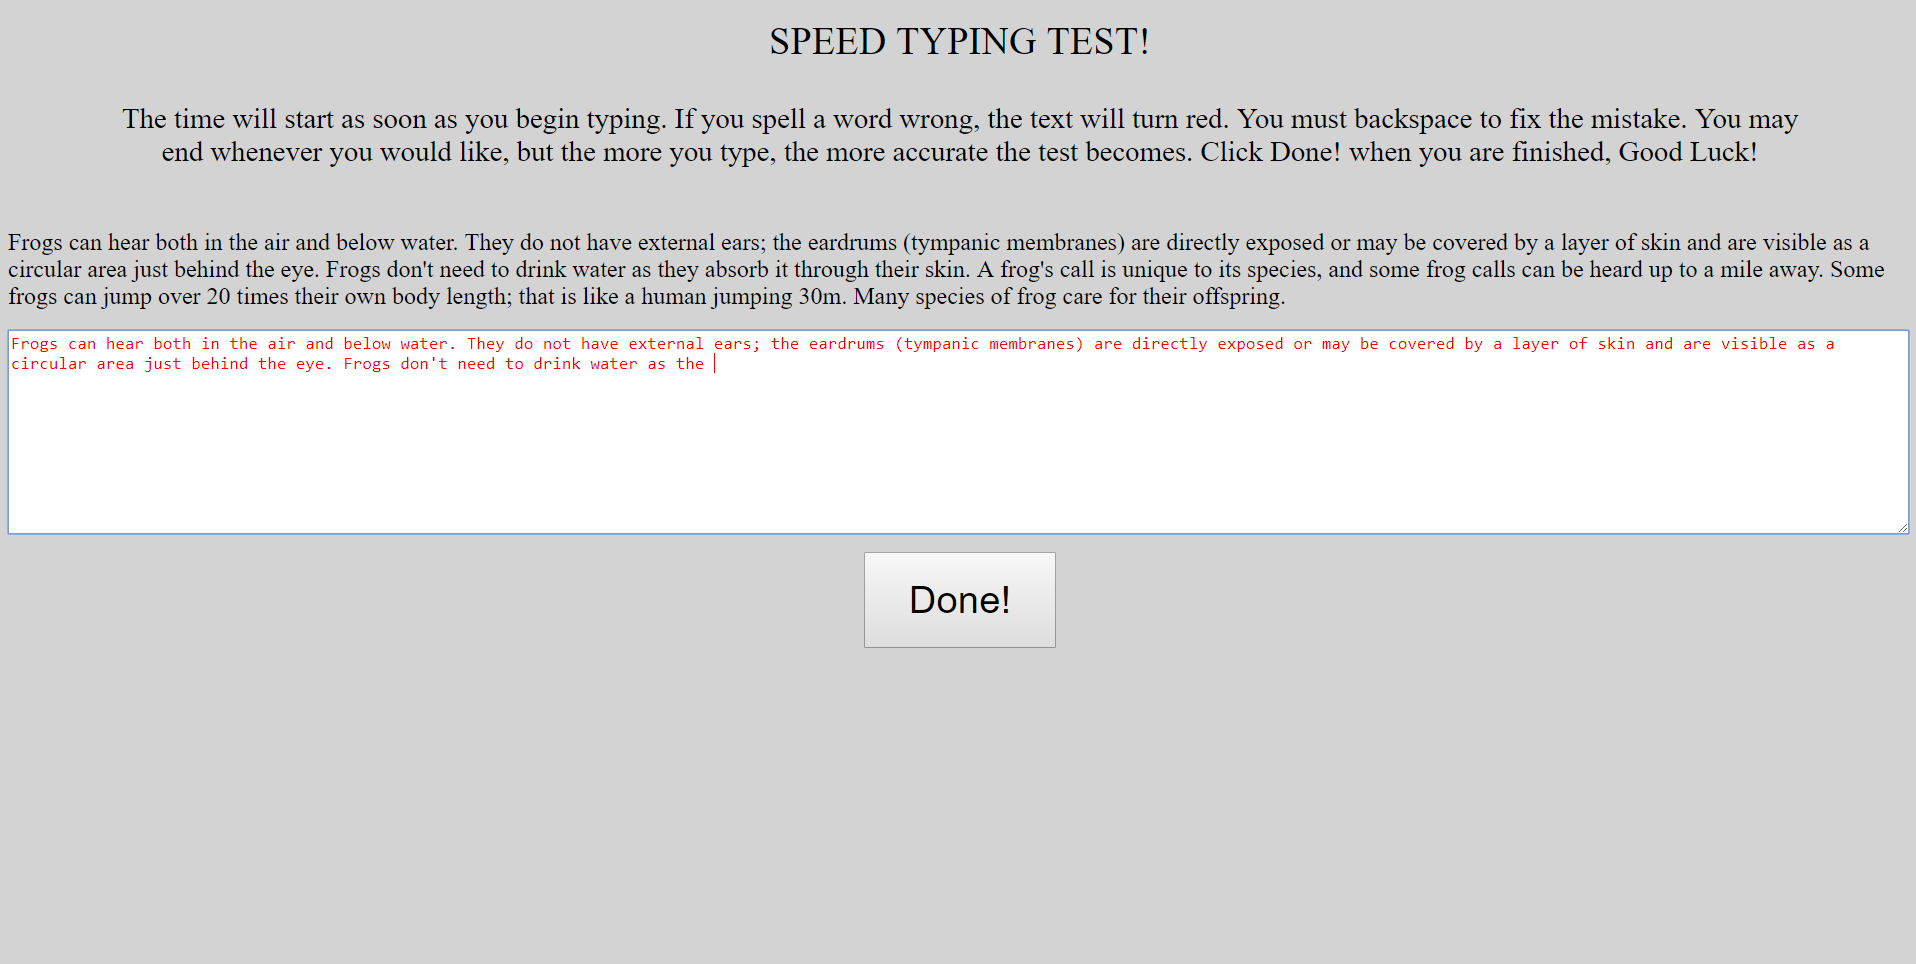 SPEED TYPING TEST!
The time will start as soon as you begin typing. If you spell a word wrong, the text will turn red. You must backspace to fix the mistake. You may
end whenever you would like, but the more you type, the more accurate the test becomes. Click Done! when you are finished, Good Luck!
Frogs can hear both in the air and below water. They do not have external ears; the eardrums (tympanic membranes) are directly exposed or may be covered by a layer of skin and are visible as a
circular area just behind the eye. Frogs don't need to drink water as they absorb it through their skin. A frog's call is unique to its species, and some frog calls can be heard up to a mile away. Some
frogs can jump over 20 times their own body length; that is like a human jumping 30m. Many species of frog care for their offspring.
Frogs can hear both in the air and below water. They do not have external ears; the eardrums (tympanic membranes) are directly exposed or may be covered by a layer of skin and are visible as a
circular area just behind the eye. Frogs don't need to drink water as the
Done!